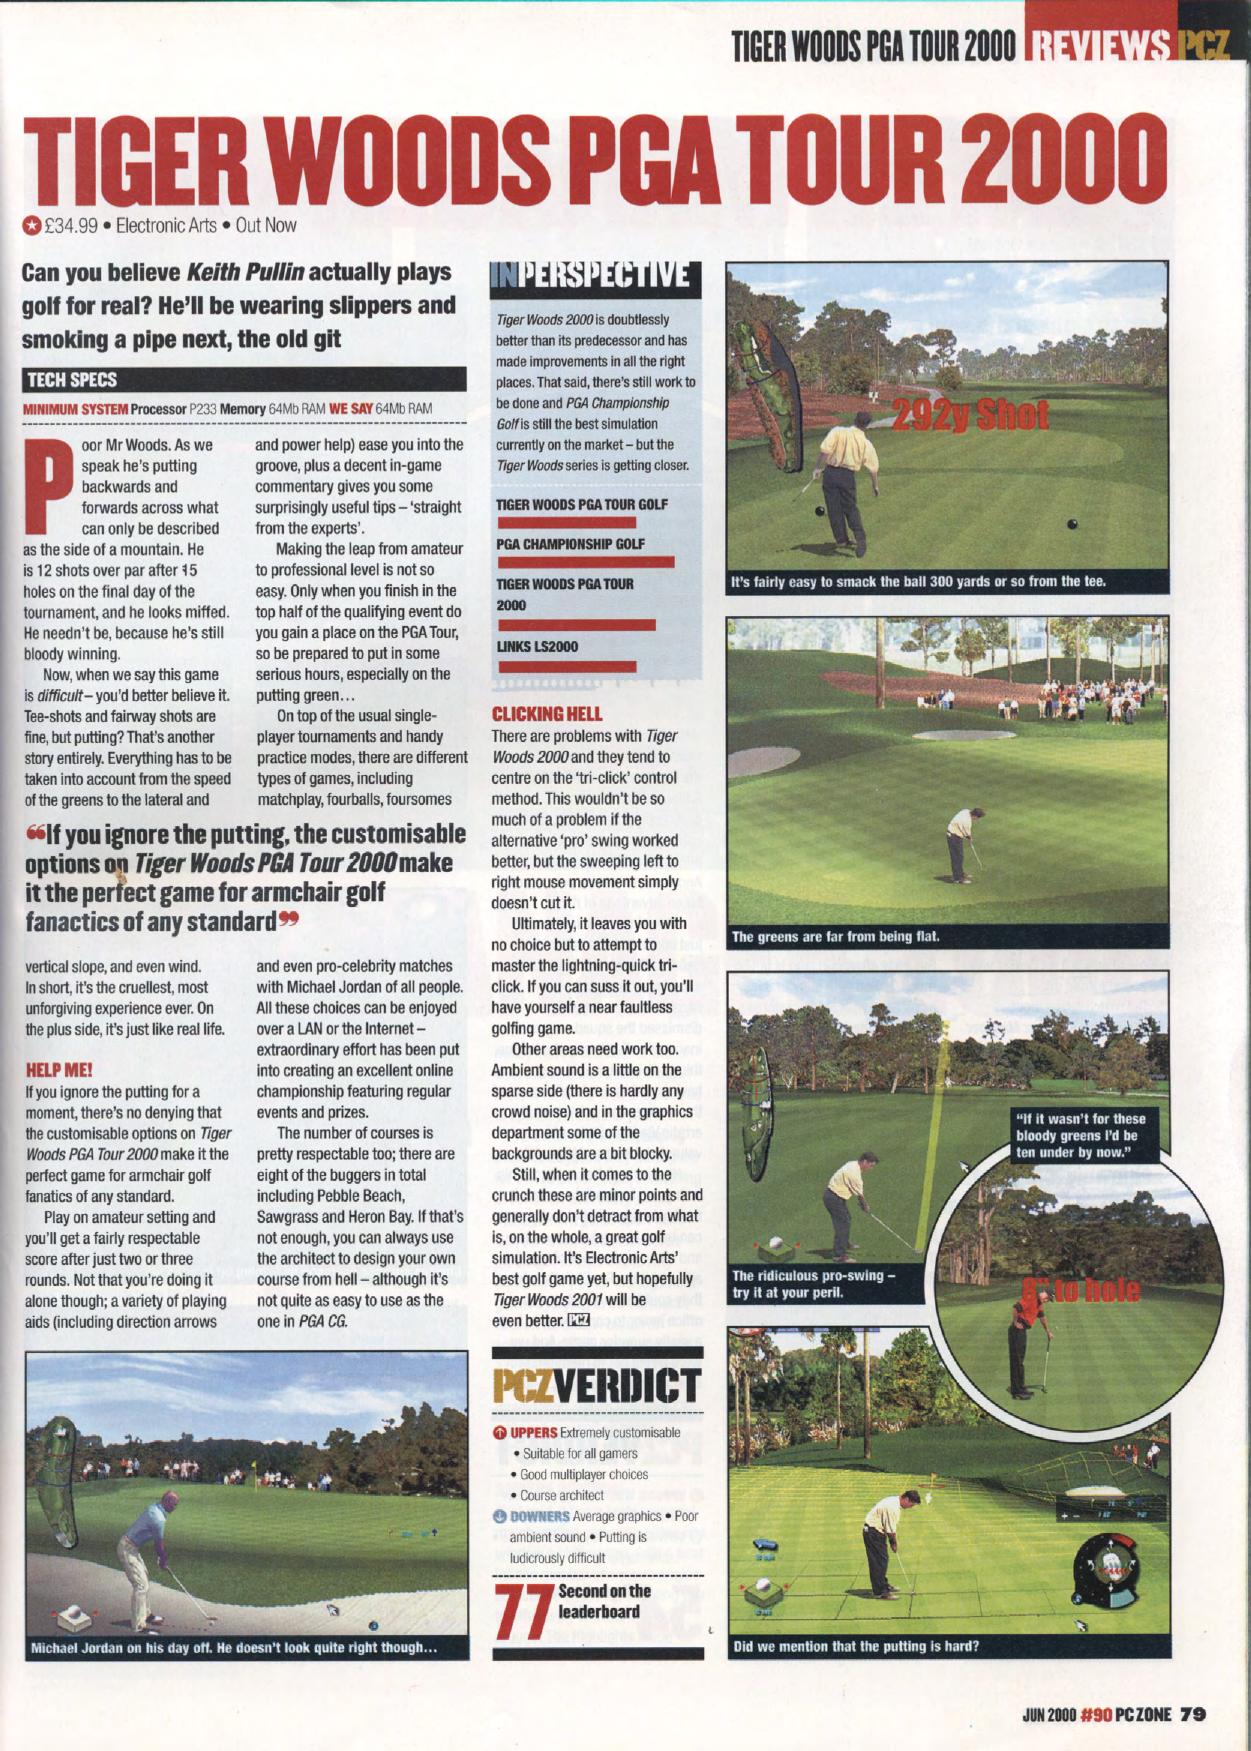 TIGER WOODS PGA TOUR 2000 REVIEWS PCZ
TIGER WOODS PGA TOUR 2000
£34.99 • Electronic Arts • Out Now
Can you believe Keith Pullin actually plays
golf for real? He'll be wearing slippers and
smoking a pipe next, the old git
TECH SPECS
MINIMUM SYSTEM Processor P233 Memory 64Mb RAM WE SAY 64Mb RAM
Poor Mr Woods. As we
speak he's putting
backwards and
forwards across what
can only be described
as the side of a mountain. He
is 12 shots over par after 15
holes on the final day of the
tournament, and he looks miffed.
He needn't be, because he's still
bloody winning.
Now, when we say this game
is difficult – you'd better believe it.
Tee-shots and fairway shots are
fine, but putting? That's another
story entirely. Everything has to be
taken into account from the speed
of the greens to the lateral and
vertical slope, and even wind.
In short, it's the cruellest, most
unforgiving experience ever. On
the plus side, it's just like real life.
HELP ME!
If you ignore the putting for a
moment, there's no denying that
the customisable options on Tiger
Woods PGA Tour 2000 make it the
perfect game for armchair golf
fanatics of any standard.
Play on amateur setting and
you'll get a fairly respectable
score after just two or three
rounds. Not that you're doing it
alone though; a variety of playing
aids (including direction arrows
and power help) ease you into the
groove, plus a decent in-game
commentary gives you some
surprisingly useful tips – 'straight
from the experts'.
Making the leap from amateur
to professional level is not so
easy. Only when you finish in the
top half of the qualifying event do
you gain a place on the PGA Tour,
so be prepared to put in some
serious hours, especially on the
putting green...
On top of the usual single-
player tournaments and handy
practice modes, there are different
types of games, including
matchplay, fourballs, foursomes
and even pro-celebrity matches
with Michael Jordan of all people.
All these choices can be enjoyed
over a LAN or the Internet –
extraordinary effort has been put
into creating an excellent online
championship featuring regular
events and prizes.
The number of courses is
pretty respectable too; there are
eight of the buggers in total
including Pebble Beach,
Sawgrass and Heron Bay. If that's
not enough, you can always use
the architect to design your own
course from hell – although it's
not quite as easy to use as the
one in PGA CG.
“If you ignore the putting, the customisable
options on Tiger Woods PGA Tour 2000 make
it the perfect game for armchair golf
fanactics of any standard”
Michael Jordan on his day off. He doesn't look quite right though...
INPERSPECTIVE
Tiger Woods 2000 is doubtlessly
better than its predecessor and has
made improvements in all the right
places. That said, there's still work to
be done and PGA Championship
Golf is still the best simulation
currently on the market – but the
Tiger Woods series is getting closer.
TIGER WOODS PGA TOUR GOLF
PGA CHAMPIONSHIP GOLF
TIGER WOODS PGA TOUR
2000
LINKS LS2000
CLICKING HELL
There are problems with Tiger
Woods 2000 and they tend to
centre on the 'tri-click' control
method. This wouldn't be so
much of a problem if the
alternative 'pro' swing worked
better, but the sweeping left to
right mouse movement simply
doesn't cut it.
Ultimately, it leaves you with
no choice but to attempt to
master the lightning-quick tri-
click. If you can suss it out, you'll
have yourself a near faultless
golfing game.
Other areas need work too.
Ambient sound is a little on the
sparse side (there is hardly any
crowd noise) and in the graphics
department some of the
backgrounds are a bit blocky.
Still, when it comes to the
crunch these are minor points and
generally don't detract from what
is, on the whole, a great golf
simulation. It's Electronic Arts'
best golf game yet, but hopefully
Tiger Woods 2001 will be
even better. PCZ
PCZVERDICT
UPPERS Extremely customisable
• Suitable for all gamers
• Good multiplayer choices
• Course architect
DOWNERS Average graphics • Poor
ambient sound • Putting is
ludicrously difficult
77 Second on the
leaderboard
292y Shot
It's fairly easy to smack the ball 300 yards or so from the tee.
The greens are far from being flat.
The ridiculous pro-swing –
try it at your peril.
“If it wasn't for these
bloody greens I'd be
ten under by now.”
to hole
Did we mention that the putting is hard?
JUN 2000 #90 PC ZONE 79